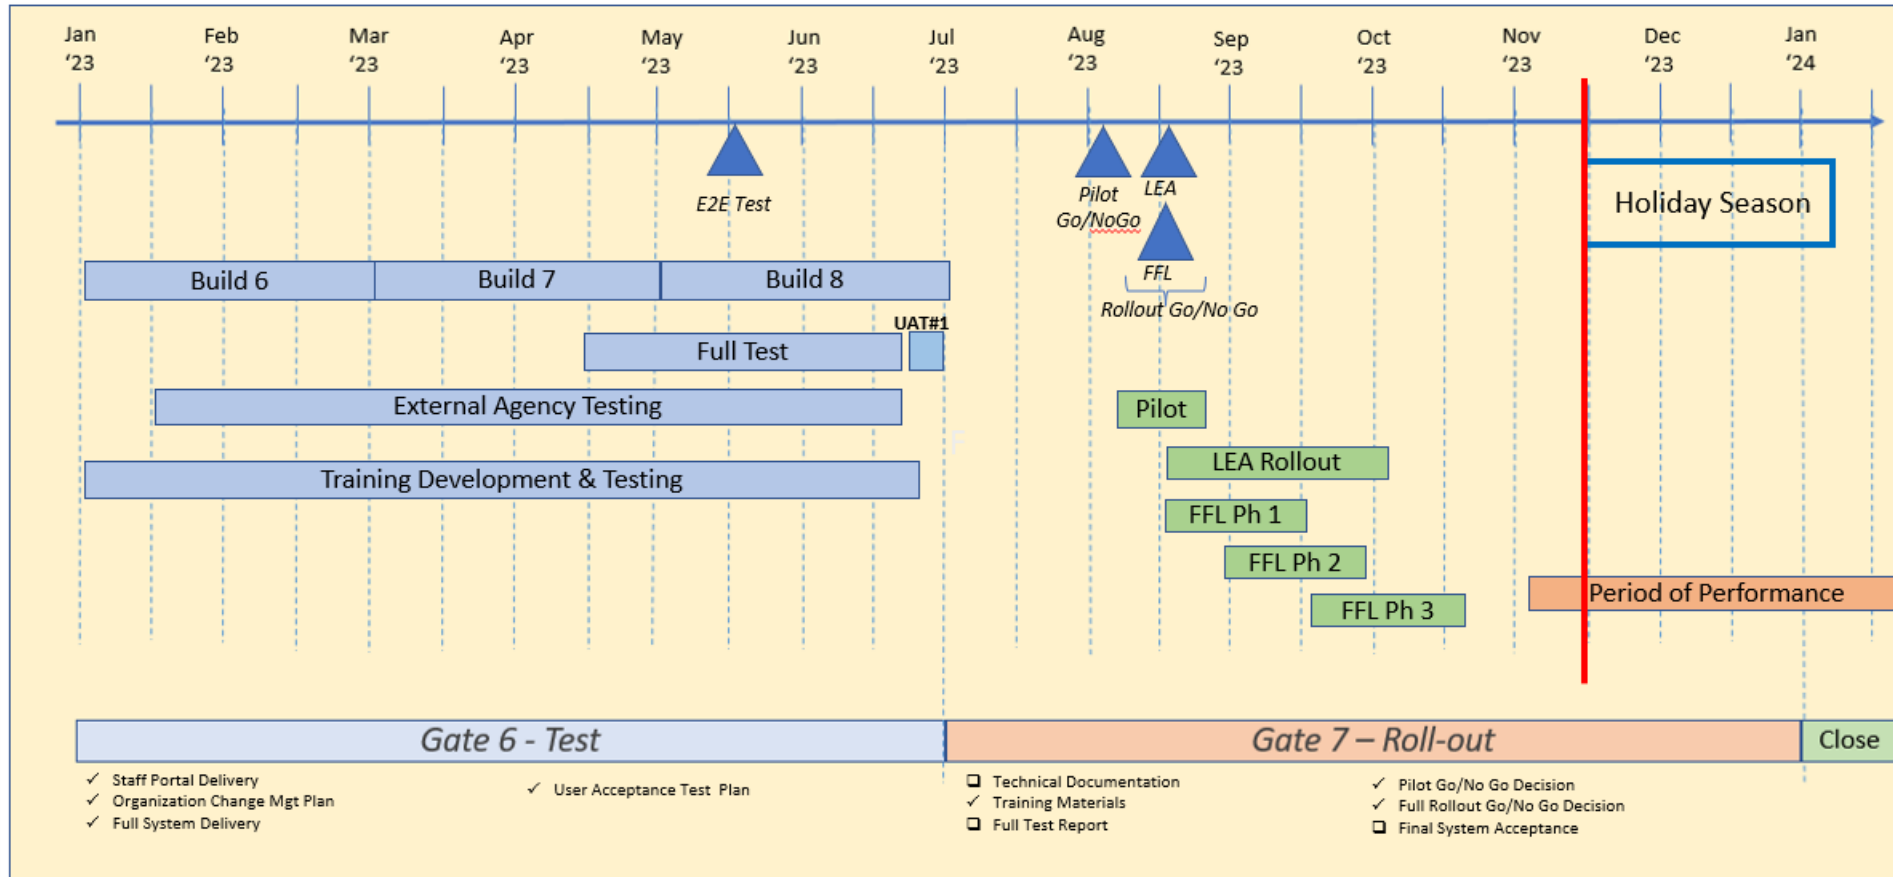 Jan
‘23
Feb
‘23
Mar
‘23
Apr
‘23
May
‘23
Jun
‘23
Jul
‘23
Aug
‘23
Sep
‘23
Oct
‘23
Nov
‘23
Dec
‘23
Jan
‘24
E2E Test
Pilot
Go/NoGo
LEA
FFL
Rollout Go/No Go
Holiday Season
Build 6
Build 7
Build 8
UAT#1
Full Test
External Agency Testing
Pilot
F
Training Development & Testing
LEA Rollout
FFL Ph 1
FFL Ph 2
FFL Ph 3
Period of Performance
Gate 6 - Test
Gate 7 – Roll-out
Close
✓ Staff Portal Delivery
✓ Organization Change Mgt Plan
✓ Full System Delivery
✓ User Acceptance Test Plan
❑ Technical Documentation
✓ Training Materials
❑ Full Test Report
✓ Pilot Go/No Go Decision
✓ Full Rollout Go/No Go Decision
❑ Final System Acceptance